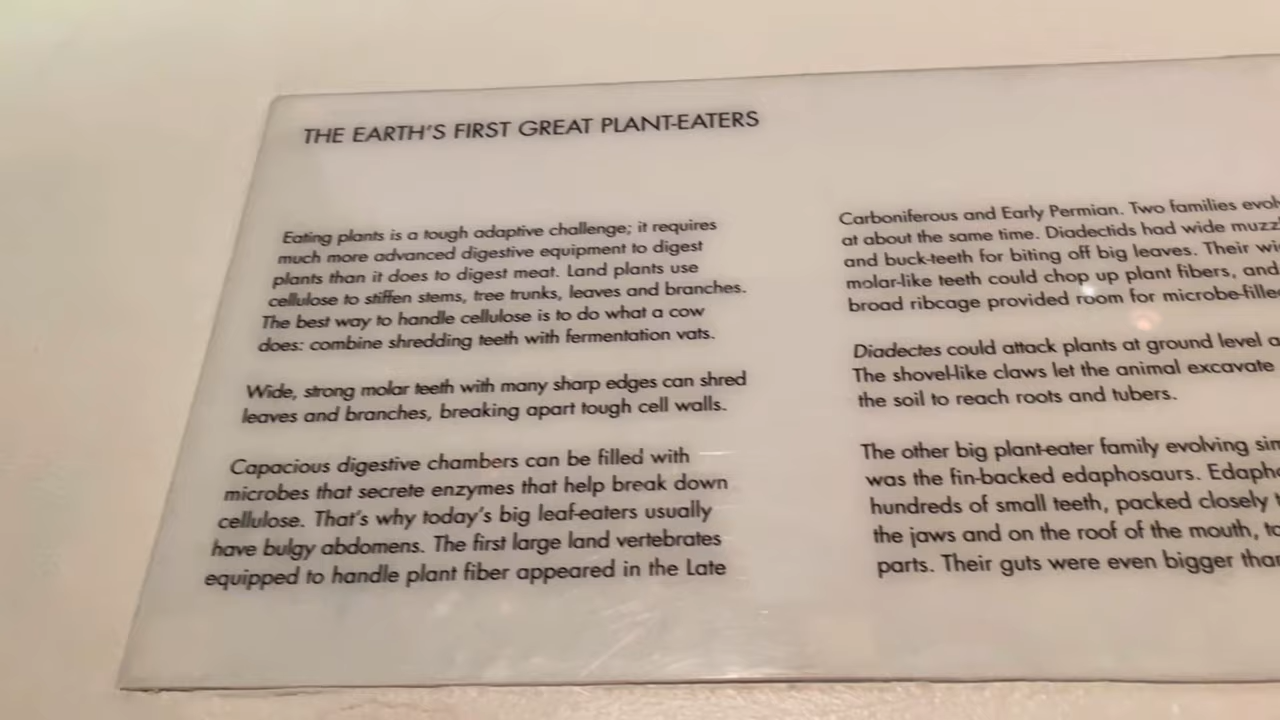 THE EARTH'S FIRST GREAT PLANT-EATERS
Eating plants is a tough adaptive challenge; it requires
much more advanced digestive equipment to digest
plants than it does to digest meat. Land plants use
cellulose to stiffen stems, tree trunks, leaves and branches.
The best way to handle cellulose is to do what a cow
does: combine shredding teeth with fermentation vats.
Wide, strong molar teeth with many sharp edges can shred
leaves and branches, breaking apart tough cell walls.
Capacious digestive chambers can be filled with
microbes that secrete enzymes that help break down
cellulose. That's why today's big leaf-eaters usually
have bulgy abdomens. The first large land vertebrates
equipped to handle plant fiber appeared in the Late
Carboniferous and Early Permian. Two families
at about the same time. Diadectids had wide
and buck-teeth for biting off big leaves. Their
molar-like teeth could chop up plant fibers, and
broad ribcage provided room for
Diadectes could attack plants at ground level
The shovel-like claws let the animal excavate
the soil to reach roots and tubers.
The other big plant-eater family evolving
was the fin-backed edaphosaurs.
hundreds of small teeth, packed closely
the jaws and on the roof of the mouth,
parts. Their guts were even bigger